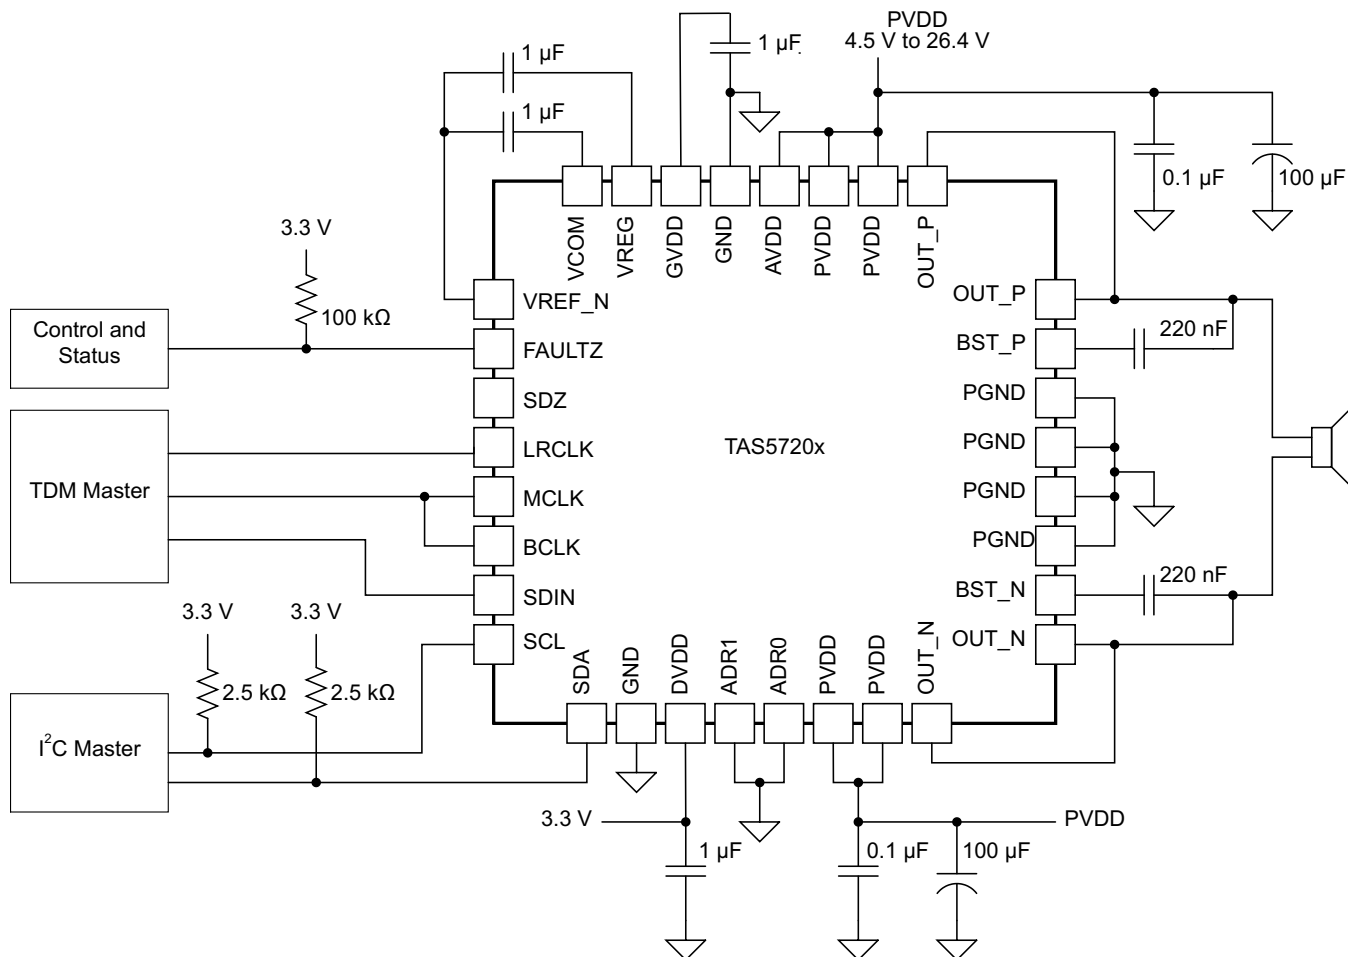 PVDD
4.5 V to 26.4 V
1 µF
1 µF
1 µF
0.1 µF
100 µF
VCOM
VREG
GVDD
GND
AVDD
PVDD
PVDD
OUT_P
3.3 V
100 kΩ
Control and
Status
VREF_N
FAULTZ
SDZ
LRCLK
MCLK
BCLK
SDIN
SCL
TDM Master
TAS5720x
OUT_P
BST_P
PGND
PGND
PGND
PGND
BST_N
OUT_N
220 nF
220 nF
3.3 V
3.3 V
2.5 kΩ
2.5 kΩ
I²C Master
SDA
GND
DVDD
ADR1
ADR0
PVDD
PVDD
OUT_N
3.3 V
PVDD
1 µF
0.1 µF
100 µF